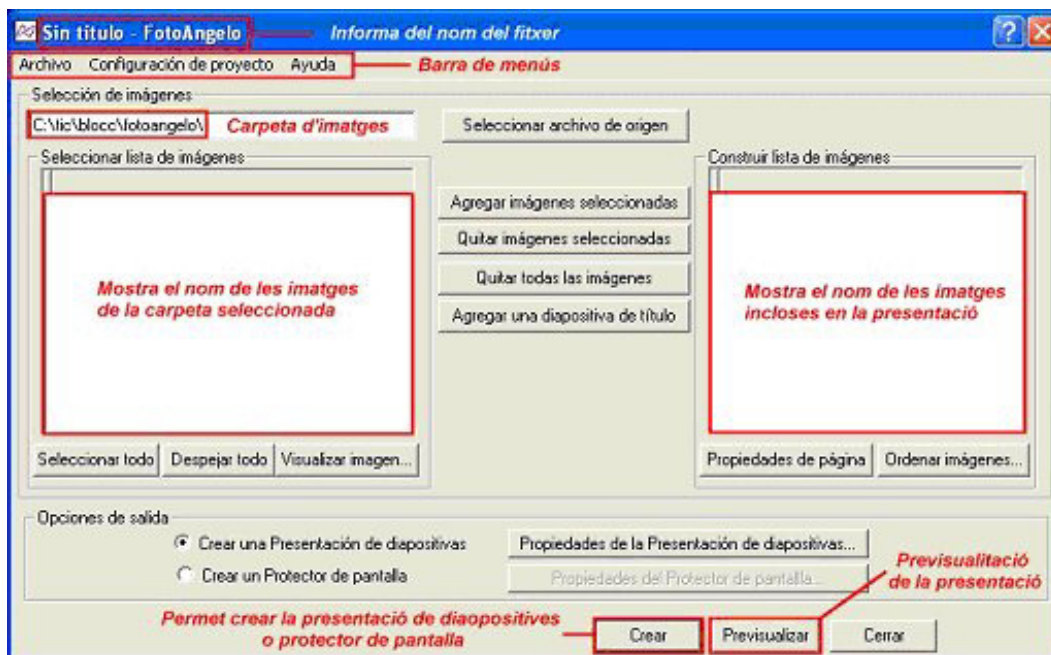 Sin título - FotoAngelo
Informa del nom del fitxer
Archivo Configuración de proyecto Ayuda
Barra de menús
Selección de imágenes
C:\tic\blocc\fotoangelo\
Carpeta d'imatges
Seleccionar archivo de origen
Seleccionar lista de imágenes
Construir lista de imágenes
Agregar imágenes seleccionadas
Quitar imágenes seleccionadas
Quitar todas las imágenes
Agregar una diapositiva de título
Mostra el nom de les imatges
de la carpeta seleccionada
Mostra el nom de les imatges
incloses en la presentació
Seleccionar todo Despejar todo Visualizar imagen...
Propiedades de página Ordenar imágenes...
Opciones de salida
Crear una Presentación de diapositivas
Propiedades de la Presentación de diapositivas...
Crear un Protector de pantalla
Propiedades del Protector de pantalla...
Previsualització
de la presentació
Permet crear la presentació de diaopositives
o protector de pantalla
Crear Previsualizar Cerrar